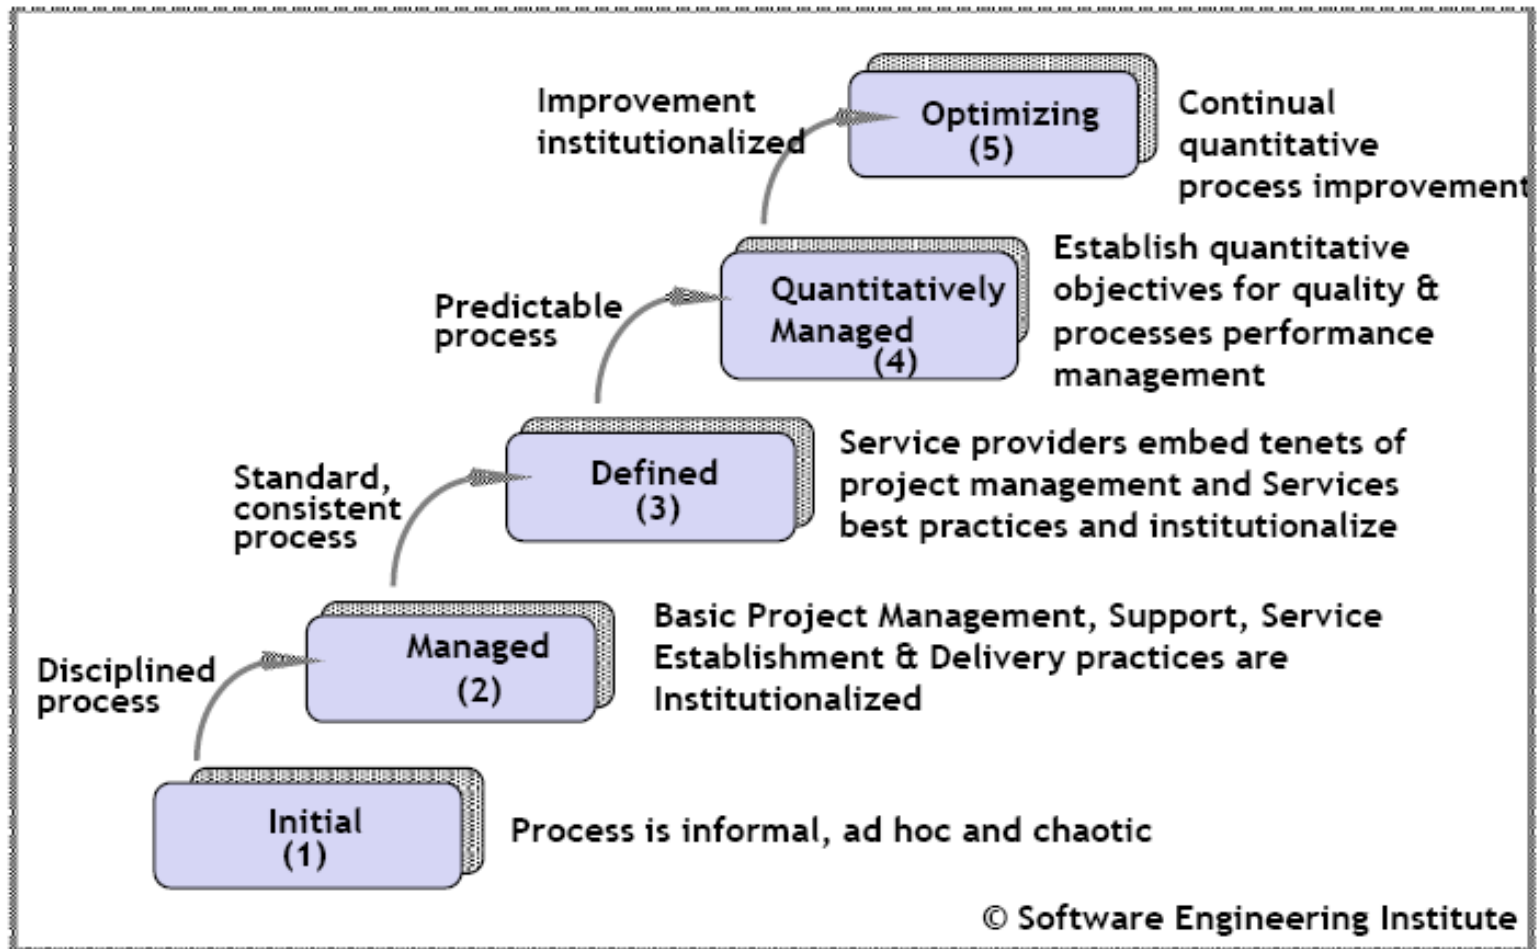 Improvement
institutionalized
Optimizing
(5)
Continual
quantitative
process improvement
Predictable
process
Quantitatively
Managed
(4)
Establish quantitative
objectives for quality &
processes performance
management
Standard,
consistent
process
Defined
(3)
Service providers embed tenets of
project management and Services
best practices and institutionalize
Disciplined
process
Managed
(2)
Basic Project Management, Support, Service
Establishment & Delivery practices are
Institutionalized
Initial
(1)
Process is informal, ad hoc and chaotic
© Software Engineering Institute